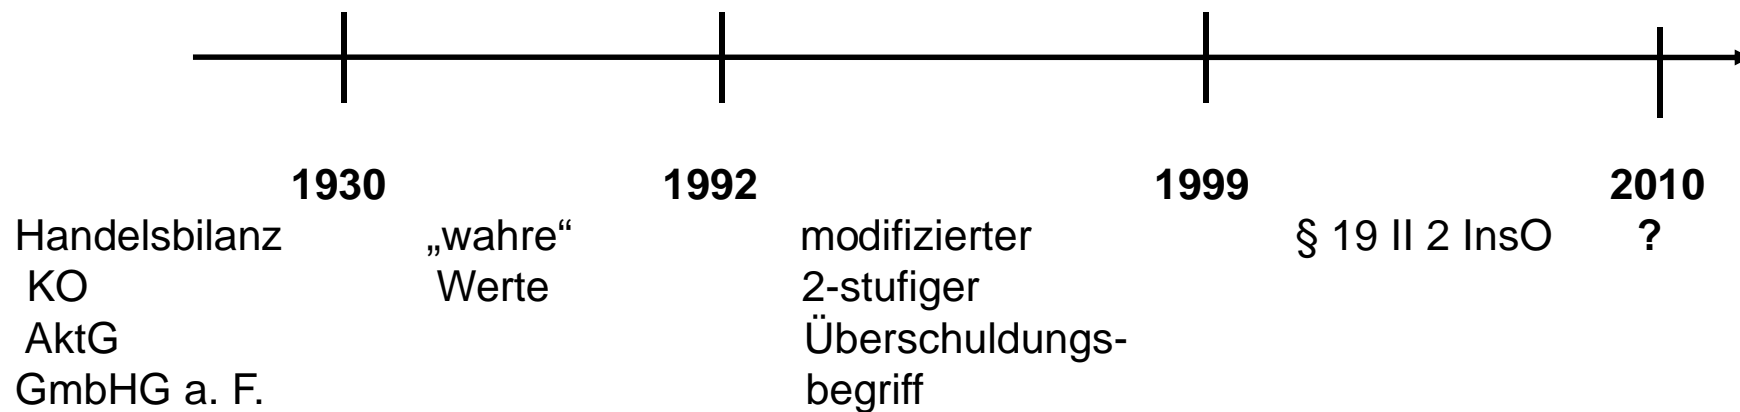 1930 1992 1999 2010
Handelsbilanz „wahre“ modifizierter § 19 II 2 InsO ?
KO Werte 2-stufiger
AktG Überschuldungs-
GmbHG a. F. begriff